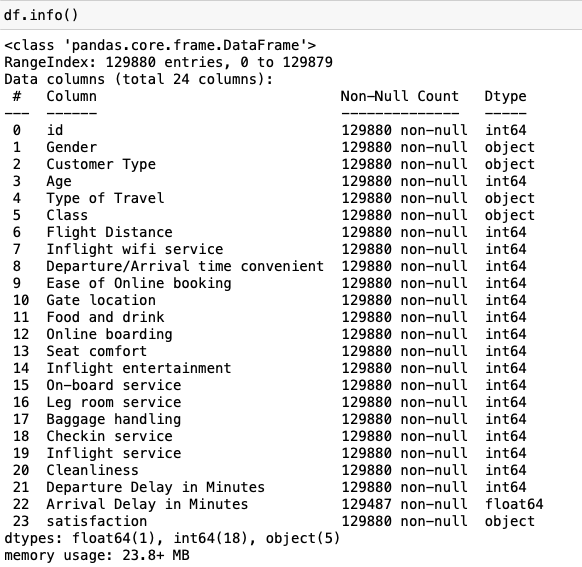 df.info()
<class 'pandas.core.frame.DataFrame'>
RangeIndex: 129880 entries, 0 to 129879
Data columns (total 24 columns):
 #   Column                             Non-Null Count   Dtype
---  ------                             --------------   -----
 0   id                                 129880 non-null  int64
 1   Gender                             129880 non-null  object
 2   Customer Type                      129880 non-null  object
 3   Age                                129880 non-null  int64
 4   Type of Travel                     129880 non-null  object
 5   Class                              129880 non-null  object
 6   Flight Distance                    129880 non-null  int64
 7   Inflight wifi service              129880 non-null  int64
 8   Departure/Arrival time convenient  129880 non-null  int64
 9   Ease of Online booking             129880 non-null  int64
 10  Gate location                      129880 non-null  int64
 11  Food and drink                     129880 non-null  int64
 12  Online boarding                    129880 non-null  int64
 13  Seat comfort                       129880 non-null  int64
 14  Inflight entertainment             129880 non-null  int64
 15  On-board service                   129880 non-null  int64
 16  Leg room service                   129880 non-null  int64
 17  Baggage handling                   129880 non-null  int64
 18  Checkin service                    129880 non-null  int64
 19  Inflight service                   129880 non-null  int64
 20  Cleanliness                        129880 non-null  int64
 21  Departure Delay in Minutes         129880 non-null  int64
 22  Arrival Delay in Minutes           129487 non-null  float64
 23  satisfaction                       129880 non-null  object
dtypes: float64(1), int64(18), object(5)
memory usage: 23.8+ MB